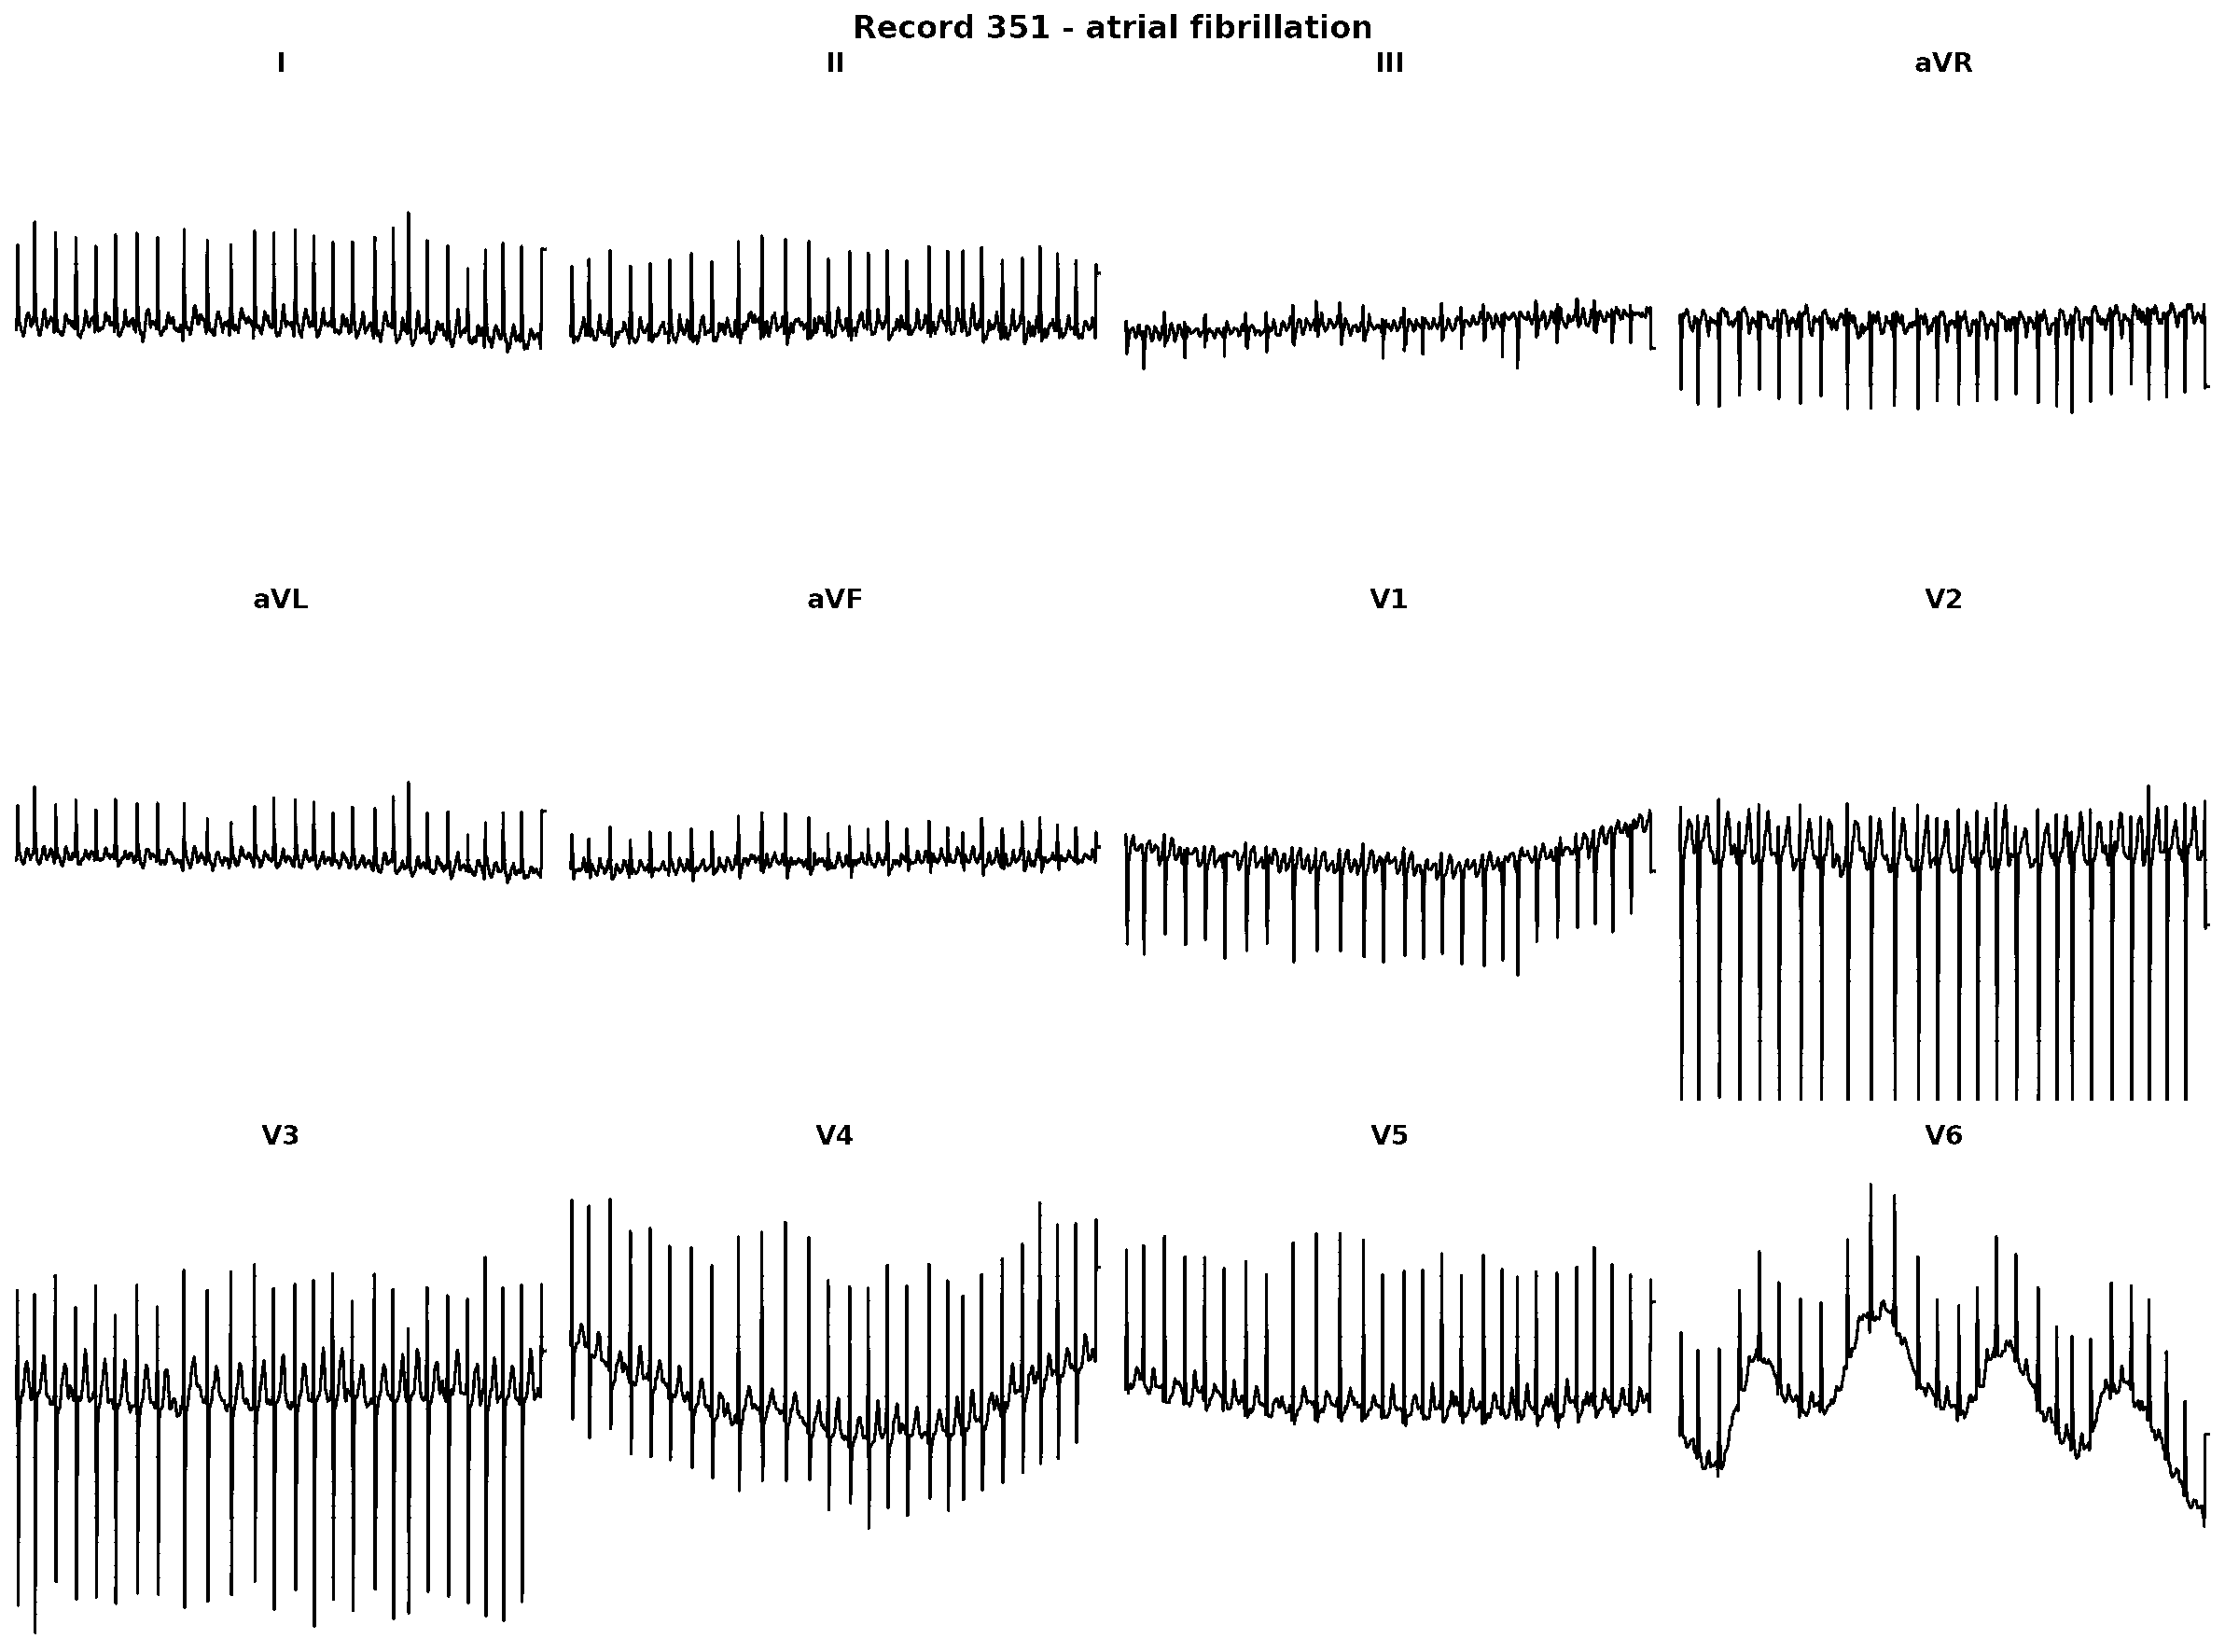 Record 351 - atrial fibrillation
I
II
III
aVR
aVL
aVF
V1
V2
V3
V4
V5
V6